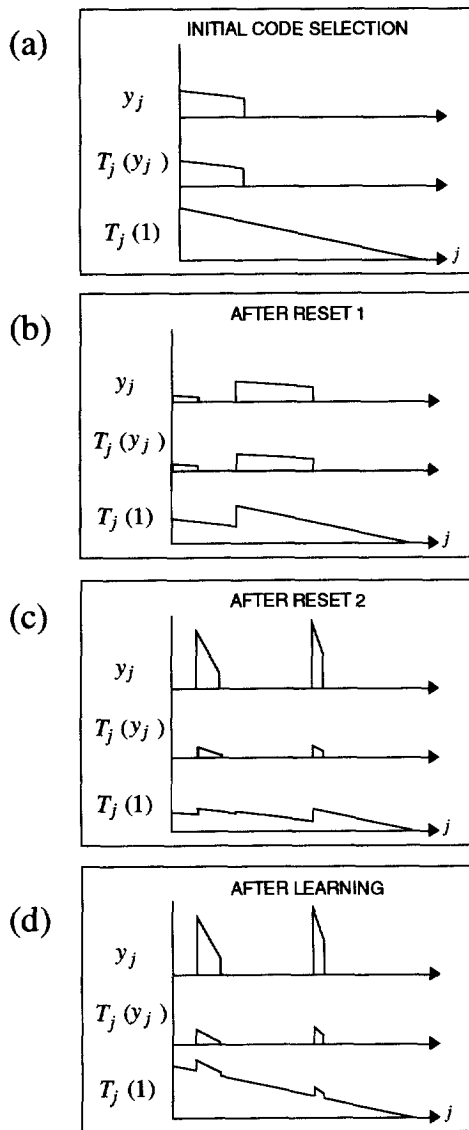 (a)
INITIAL CODE SELECTION
y_j
T_j (y_j)
T_j (1)
j
(b)
AFTER RESET 1
y_j
T_j (y_j)
T_j (1)
j
(c)
AFTER RESET 2
y_j
T_j (y_j)
T_j (1)
j
(d)
AFTER LEARNING
y_j
T_j (y_j)
T_j (1)
j